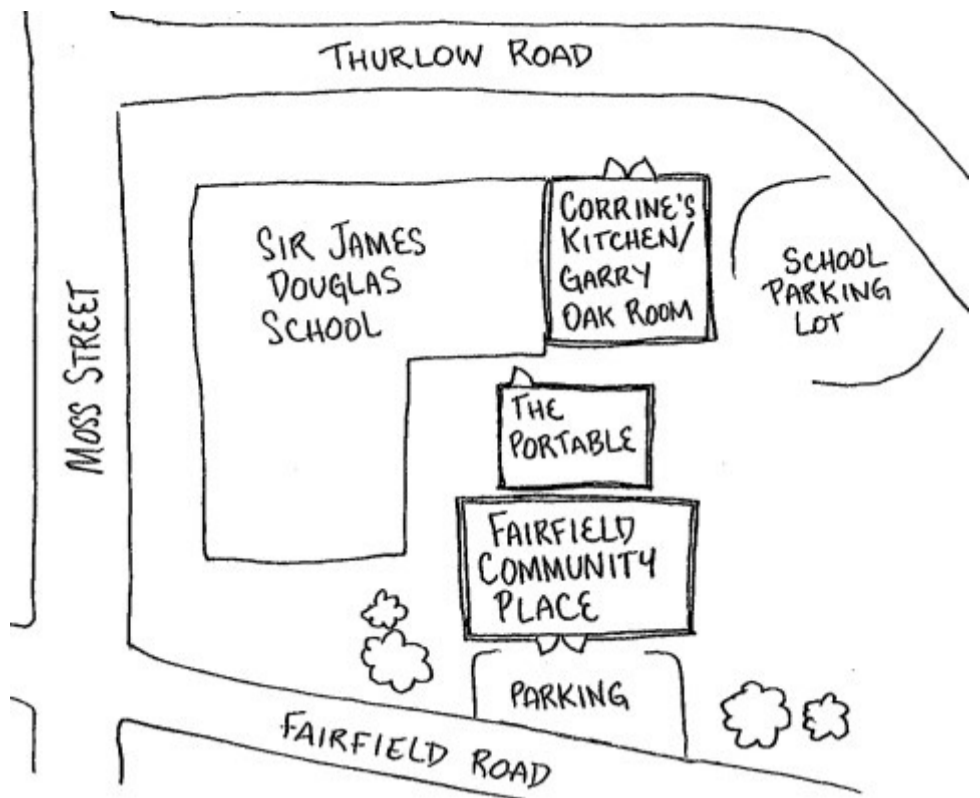 THURLOW ROAD
SIR JAMES
DOUGLAS
SCHOOL
CORRINE'S
KITCHEN/
GARRY
OAK ROOM
SCHOOL
PARKING
LOT
MOSS STREET
THE
PORTABLE
FAIRFIELD
COMMUNITY
PLACE
PARKING
FAIRFIELD ROAD